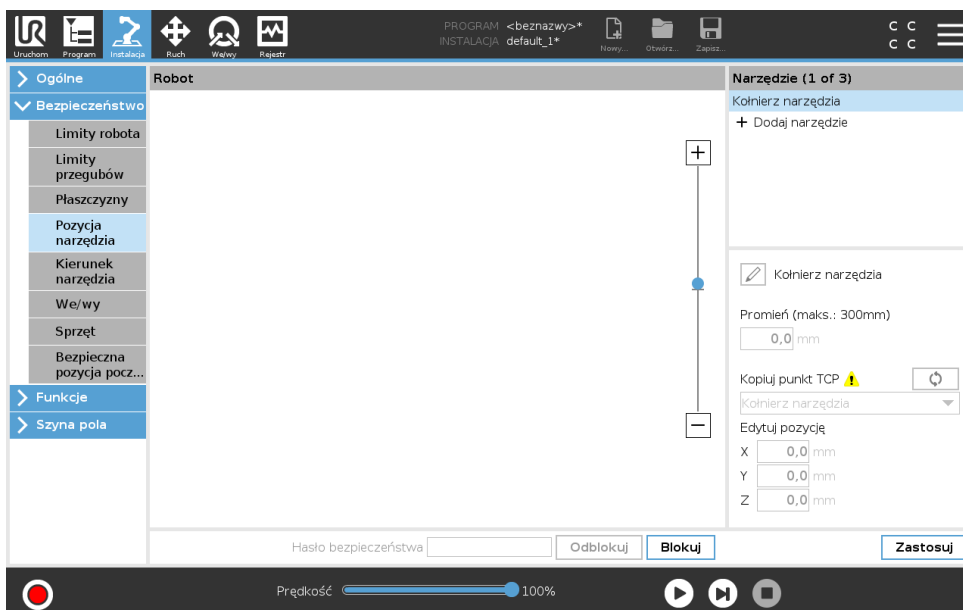 PROGRAM <beznazwy>*
INSTALACJA default_1*
C C
C C
Uruchom Program Instalacja Ruch We/wy Rejestr Nowy... Otwórz... Zapisz...
Ogólne
Bezpieczeństwo
Limity robota
Limity
przegubów
Płaszczyzny
Pozycja
narzędzia
Kierunek
narzędzia
We/wy
Sprzęt
Bezpieczna
pozycja pocz...
Funkcje
Szyna pola
Robot
Narzędzie (1 of 3)
Kołnierz narzędzia
+ Dodaj narzędzie
Kołnierz narzędzia
Promień (maks.: 300mm)
0,0 mm
Kopiuj punkt TCP
Kołnierz narzędzia
Edytuj pozycję
X 0,0 mm
Y 0,0 mm
Z 0,0 mm
Hasło bezpieczeństwa Odblokuj Blokuj Zastosuj
Prędkość 100%